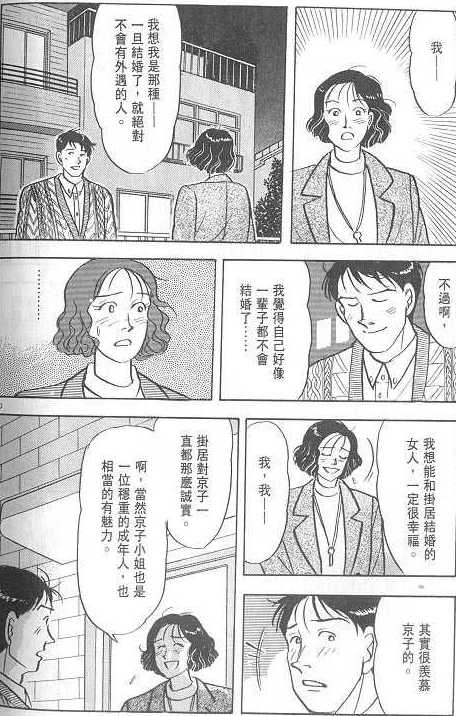 我——
我想我是那種——
一旦結婚了，就絕對
不會有外遇的人。
不過啊，
我覺得自己好像
一輩子都不會
結婚了……
………
我想能和掛居結婚的
女人，一定很幸福。
我，我——
其實很羨慕
京子的。
掛居對京子一
直都那麼誠實。
啊，當然京子小姐也是
一位穩重的成年人，也
相當的有魅力。